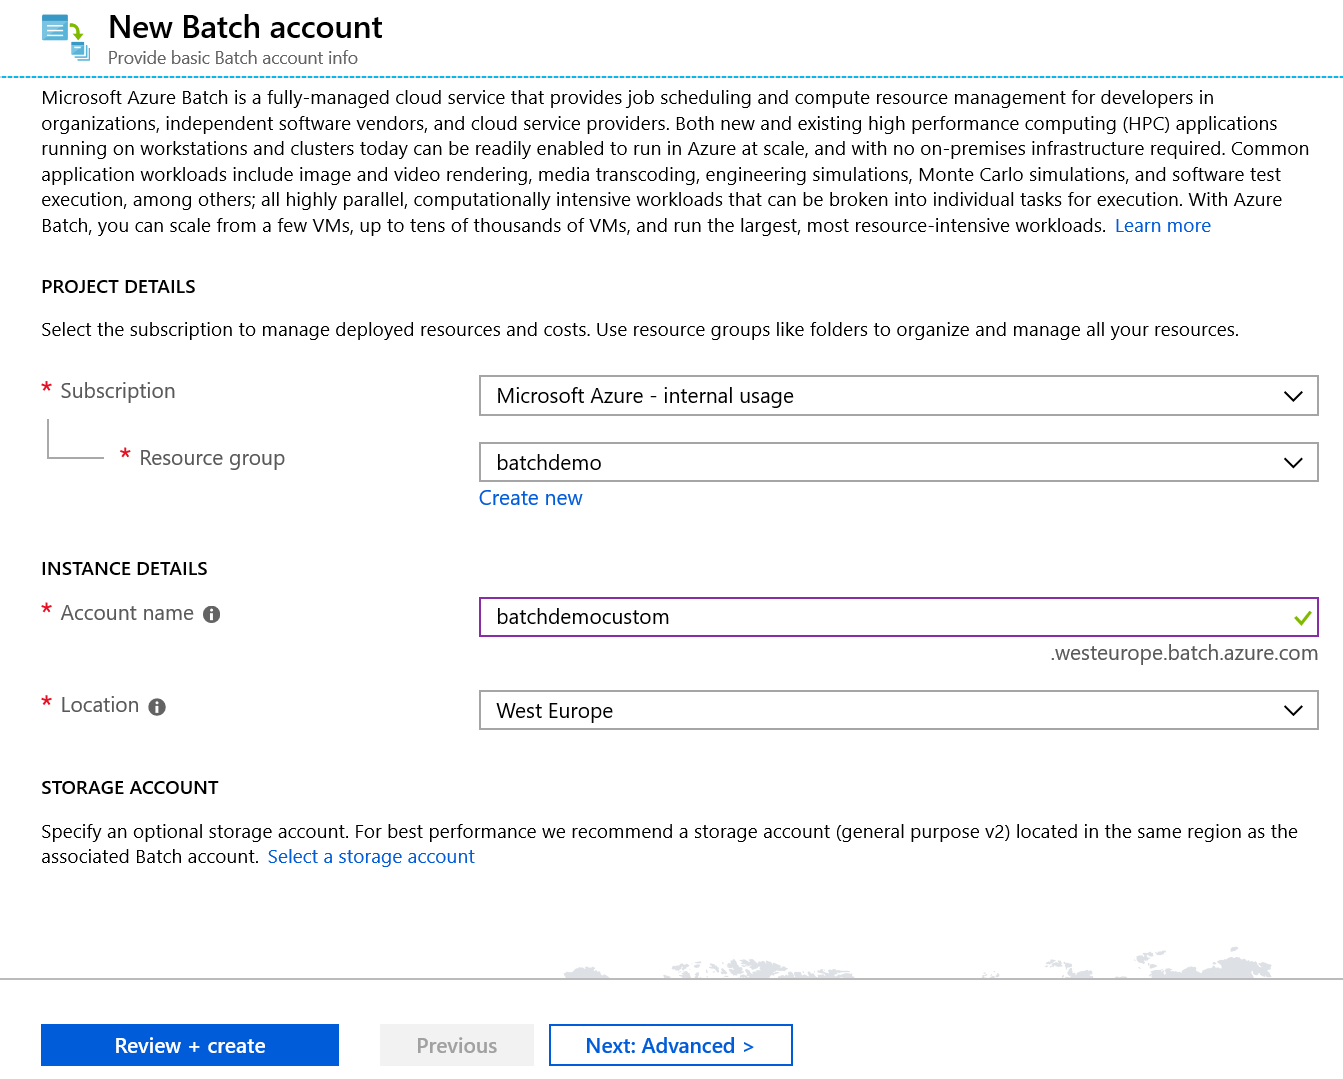 New Batch account
Provide basic Batch account info
Microsoft Azure Batch is a fully-managed cloud service that provides job scheduling and compute resource management for developers in
organizations, independent software vendors, and cloud service providers. Both new and existing high performance computing (HPC) applications
running on workstations and clusters today can be readily enabled to run in Azure at scale, and with no on-premises infrastructure required. Common
application workloads include image and video rendering, media transcoding, engineering simulations, Monte Carlo simulations, and software test
execution, among others; all highly parallel, computationally intensive workloads that can be broken into individual tasks for execution. With Azure
Batch, you can scale from a few VMs, up to tens of thousands of VMs, and run the largest, most resource-intensive workloads. Learn more
PROJECT DETAILS
Select the subscription to manage deployed resources and costs. Use resource groups like folders to organize and manage all your resources.
* Subscription
Microsoft Azure - internal usage
* Resource group
batchdemo
Create new
INSTANCE DETAILS
* Account name
batchdemocustom
.westeurope.batch.azure.com
* Location
West Europe
STORAGE ACCOUNT
Specify an optional storage account. For best performance we recommend a storage account (general purpose v2) located in the same region as the
associated Batch account. Select a storage account
Review + create
Previous
Next: Advanced >